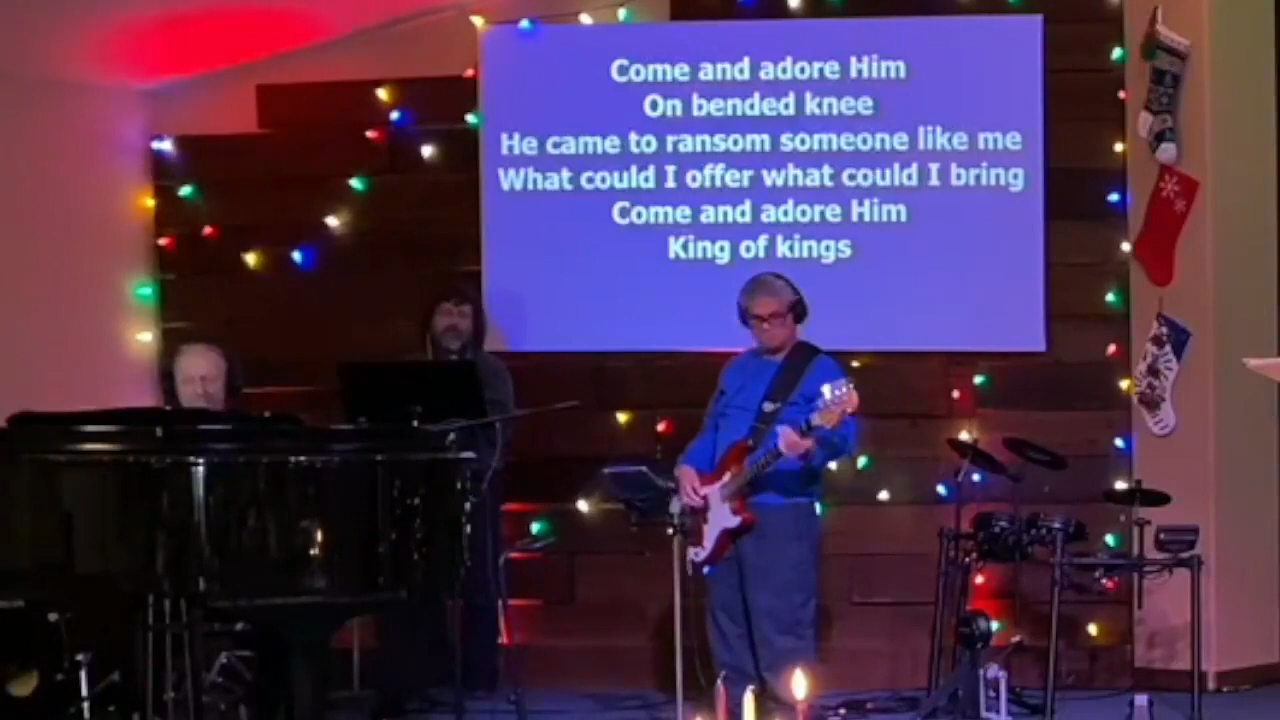 Come and adore Him
On bended knee
He came to ransom someone like me
What could I offer what could I bring
Come and adore Him
King of kings